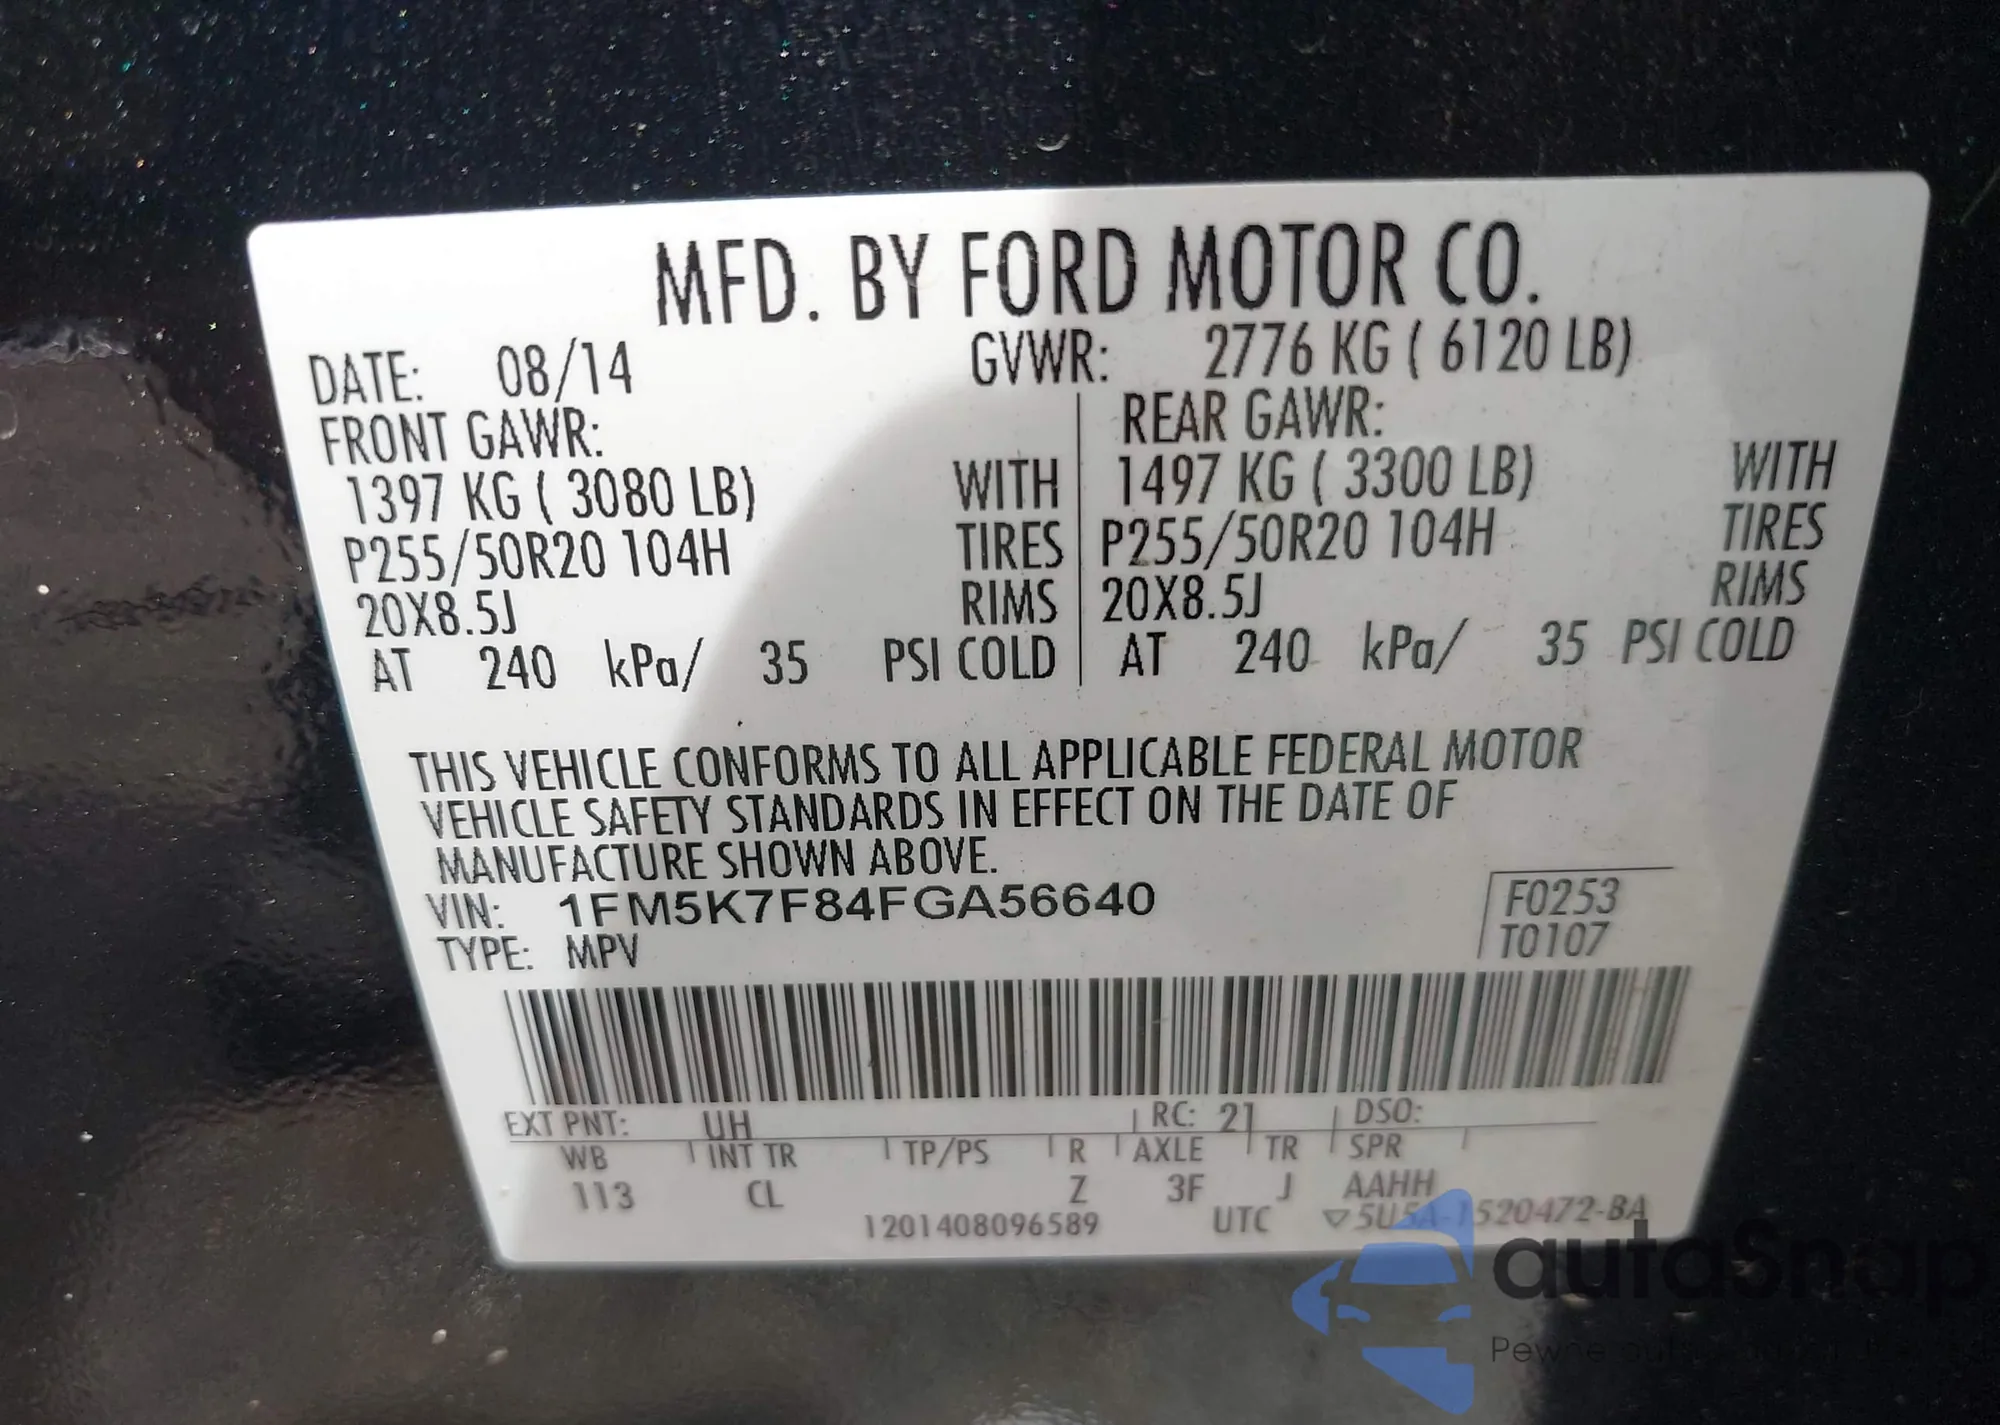 MFD. BY FORD MOTOR CO.
DATE: 08/14 GVWR: 2776 KG ( 6120 LB)
FRONT GAWR: REAR GAWR:
1397 KG ( 3080 LB) WITH 1497 KG ( 3300 LB) WITH
P255/50R20 104H TIRES P255/50R20 104H TIRES
20X8.5J RIMS 20X8.5J RIMS
AT 240 kPa/ 35 PSI COLD AT 240 kPa/ 35 PSI COLD
THIS VEHICLE CONFORMS TO ALL APPLICABLE FEDERAL MOTOR
VEHICLE SAFETY STANDARDS IN EFFECT ON THE DATE OF
MANUFACTURE SHOWN ABOVE.
VIN: 1FM5K7F84FGA56640 F0253
TYPE: MPV T0107
EXT PNT: UH RC: 21 DSO:
WB INT TR TP/PS R AXLE TR SPR
113 CL Z 3F J AAHH
1201408096589 UTC ▽5U5A-1520472-BA
autaSnap
Pewne